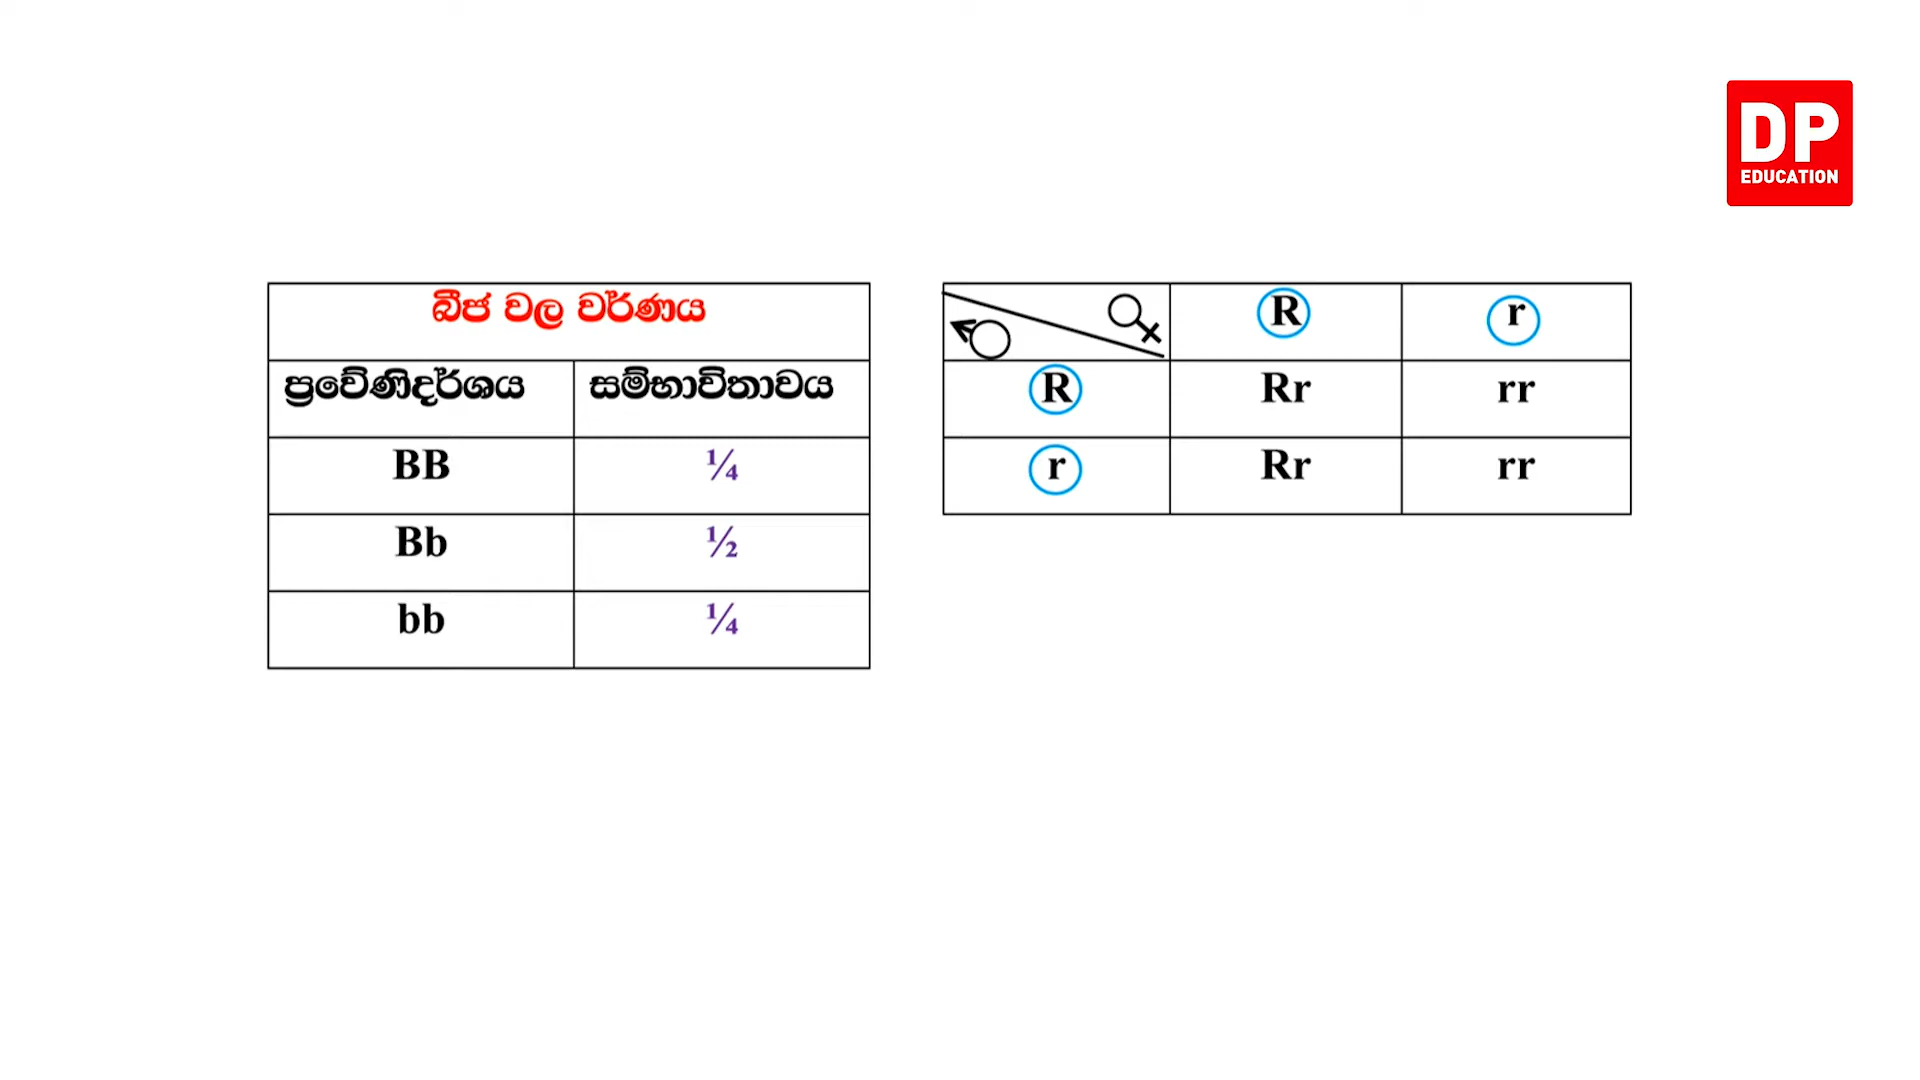 DP
EDUCATION
බීජ වල වර්ණය
ප්‍රවේණිදර්ශය සම්භාවිතාවය
BB ¼
Bb ½
bb ¼
R r
R Rr rr
r Rr rr